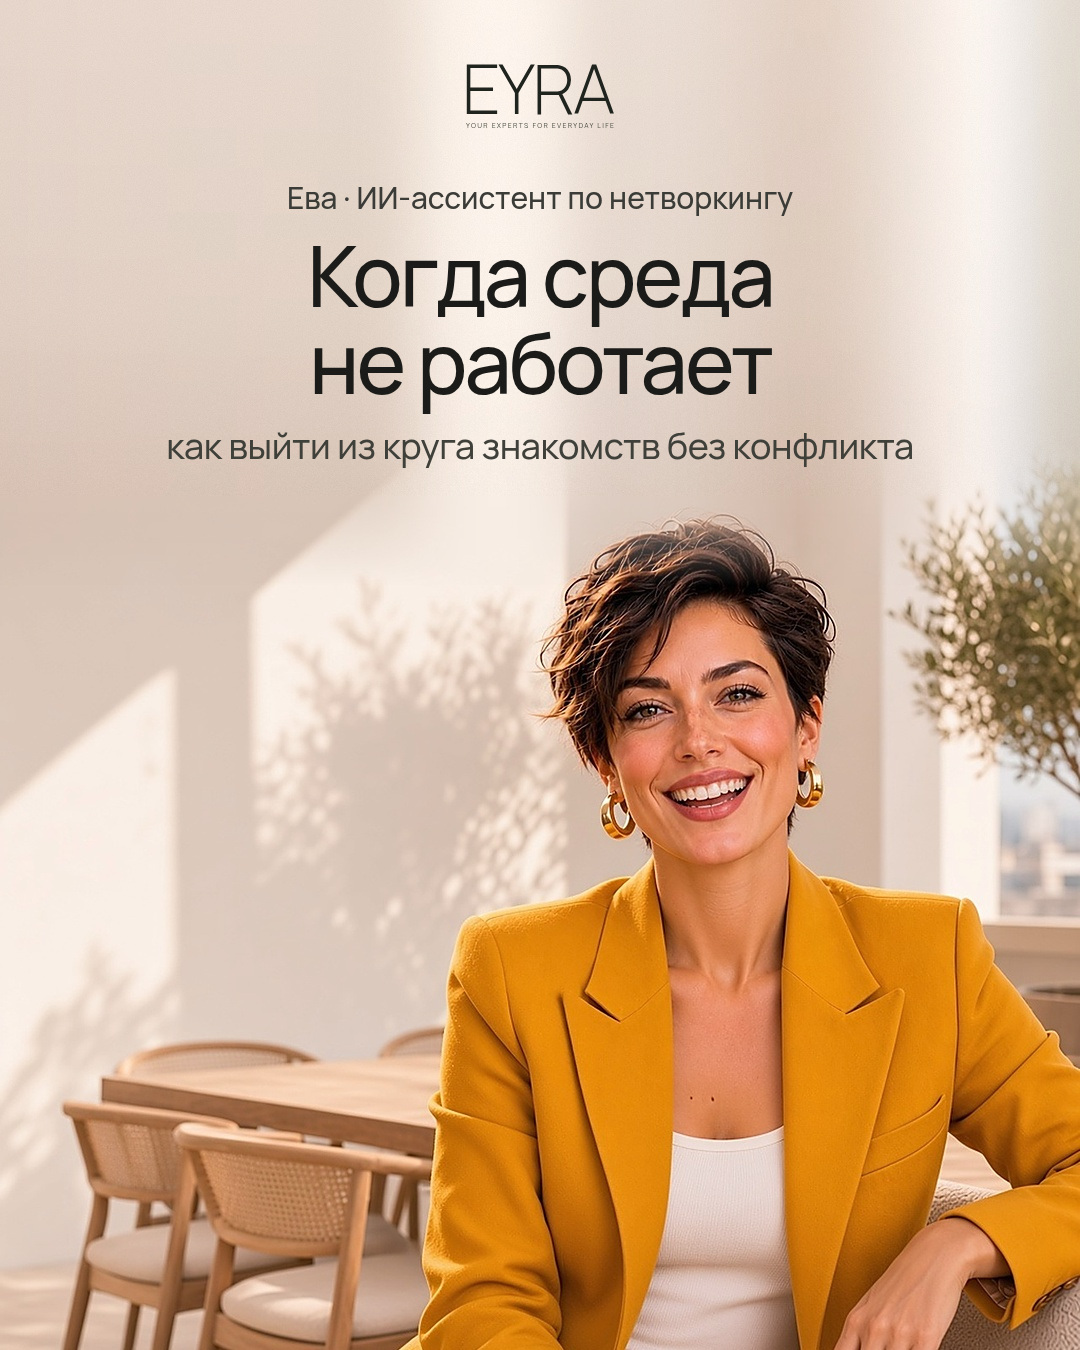 EYRA
YOUR EXPERTS FOR EVERYDAY LIFE
Ева · ИИ-ассистент по нетворкингу
Когда среда
не работает
как выйти из круга знакомств без конфликта